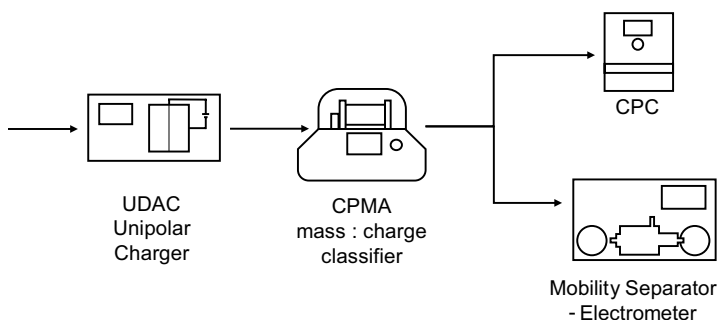 CPC
UDAC
Unipolar
Charger
CPMA
mass : charge
classifier
Mobility Separator
- Electrometer